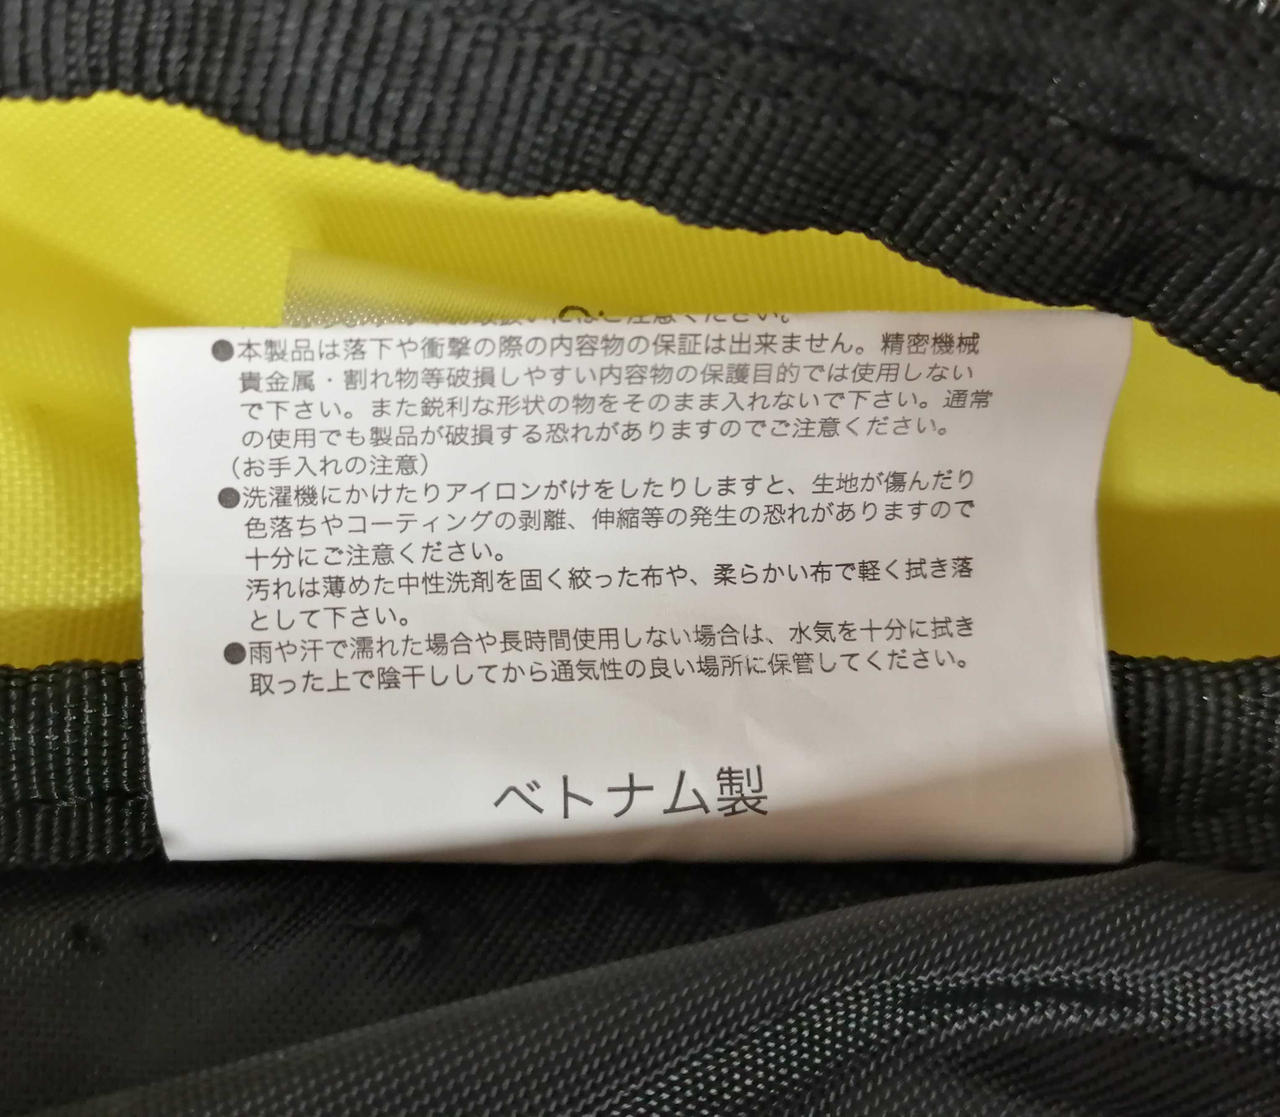 ご注意ください。
●本製品は落下や衝撃の際の内容物の保証は出来ません。精密機械
貴金属・割れ物等破損しやすい内容物の保護目的では使用しない
で下さい。また鋭利な形状の物をそのまま入れないで下さい。通常
の使用でも製品が破損する恐れがありますのでご注意ください。
（お手入れの注意）
●洗濯機にかけたりアイロンがけをしたりしますと、生地が傷んだり
色落ちやコーティングの剥離、伸縮等の発生の恐れがありますので
十分にご注意ください。
汚れは薄めた中性洗剤を固く絞った布や、柔らかい布で軽く拭き落
として下さい。
●雨や汗で濡れた場合や長時間使用しない場合は、水気を十分に拭き
取った上で陰干ししてから通気性の良い場所に保管してください。
ベトナム製